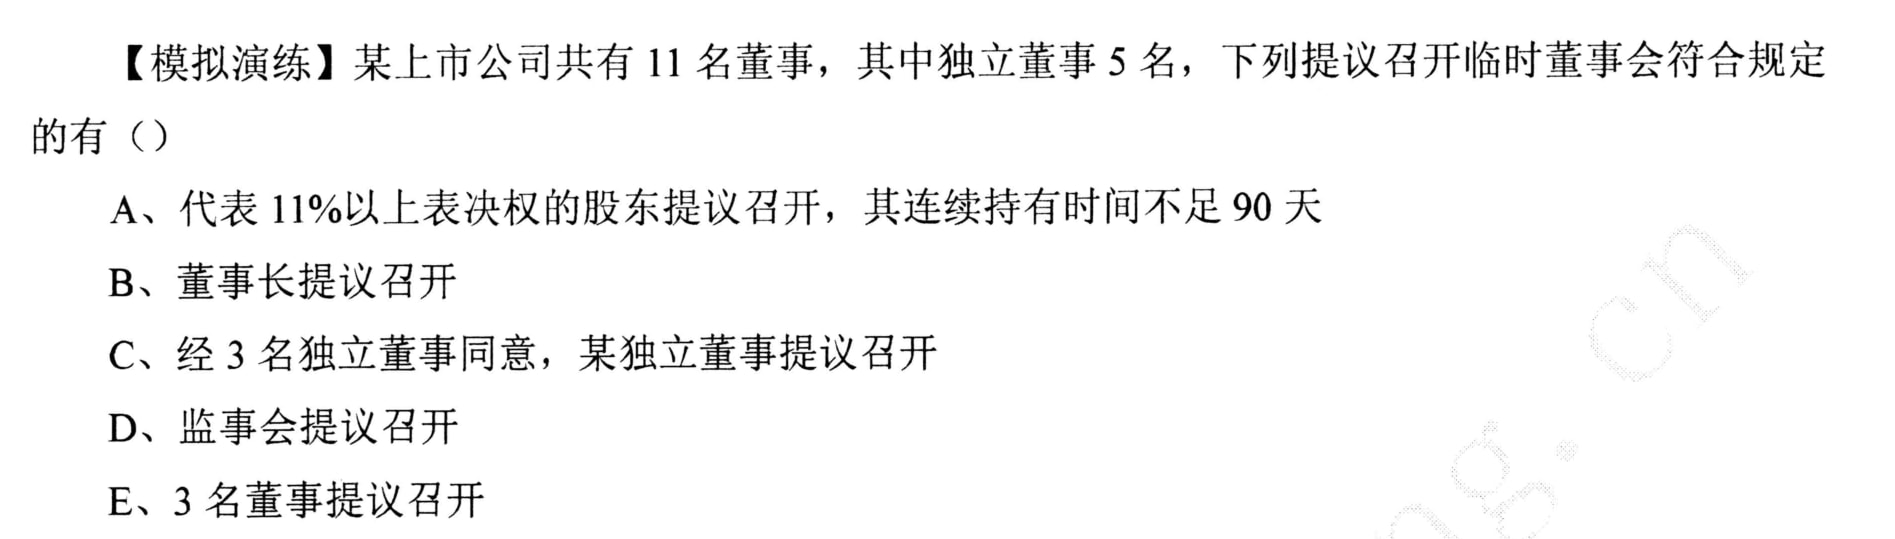 【模拟演练】某上市公司共有 11 名董事，其中独立董事 5 名，下列提议召开临时董事会符合规定
的有（）
A、代表 11%以上表决权的股东提议召开，其连续持有时间不足 90 天
B、董事长提议召开
C、经 3 名独立董事同意，某独立董事提议召开
D、监事会提议召开
E、3 名董事提议召开
ng.cn